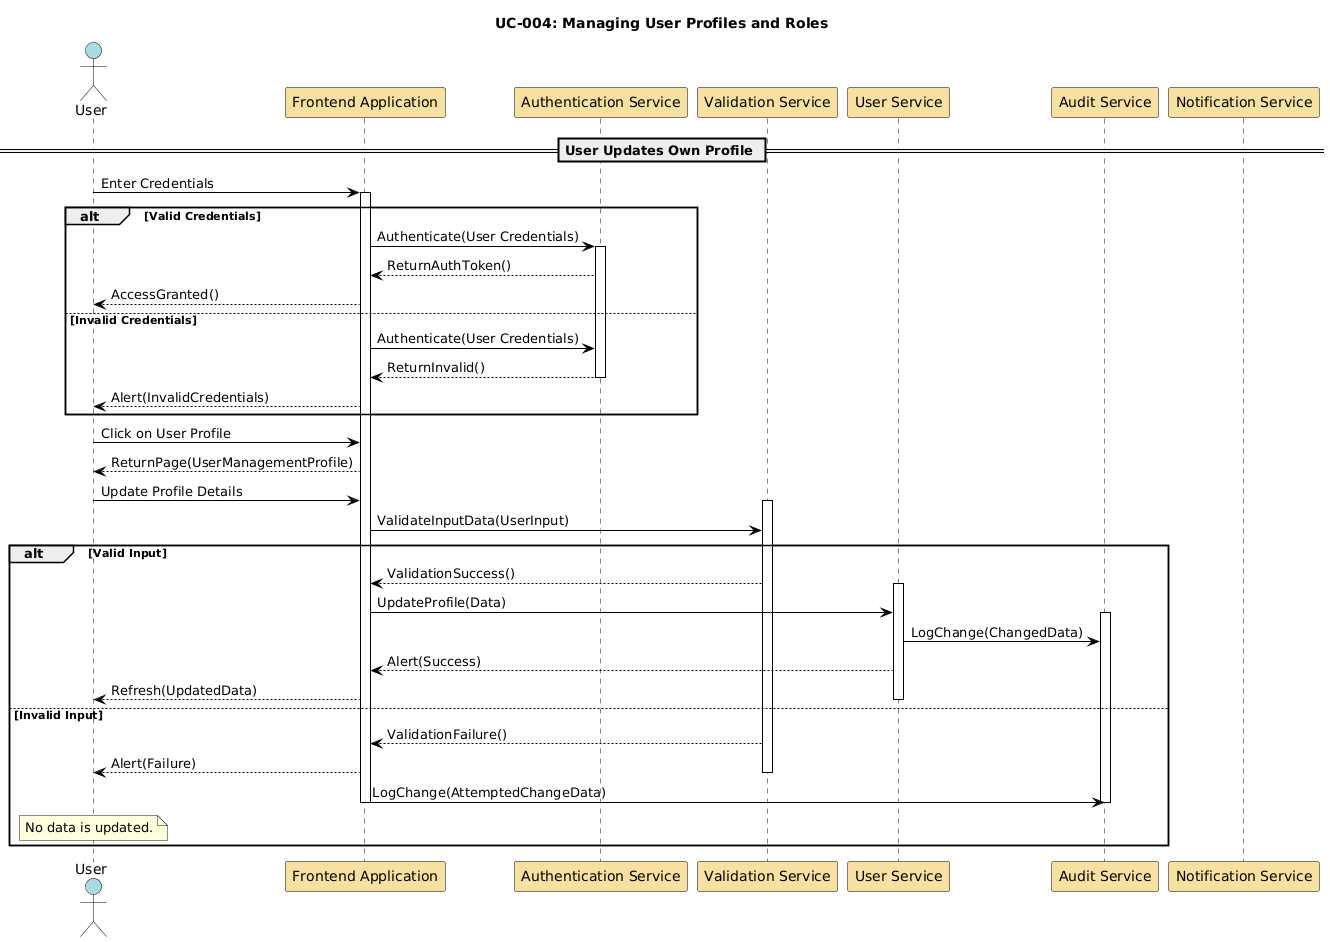 UC-004: Managing User Profiles and Roles
User
Frontend Application
Authentication Service
Validation Service
User Service
Audit Service
Notification Service
User Updates Own Profile
Enter Credentials
alt
[Valid Credentials]
Authenticate(User Credentials)
ReturnAuthToken()
AccessGranted()
[Invalid Credentials]
Authenticate(User Credentials)
ReturnInvalid()
Alert(InvalidCredentials)
Click on User Profile
ReturnPage(UserManagementProfile)
Update Profile Details
ValidateInputData(UserInput)
alt
[Valid Input]
ValidationSuccess()
UpdateProfile(Data)
LogChange(ChangedData)
Alert(Success)
Refresh(UpdatedData)
[Invalid Input]
ValidationFailure()
Alert(Failure)
LogChange(AttemptedChangeData)
No data is updated.
User
Frontend Application
Authentication Service
Validation Service
User Service
Audit Service
Notification Service